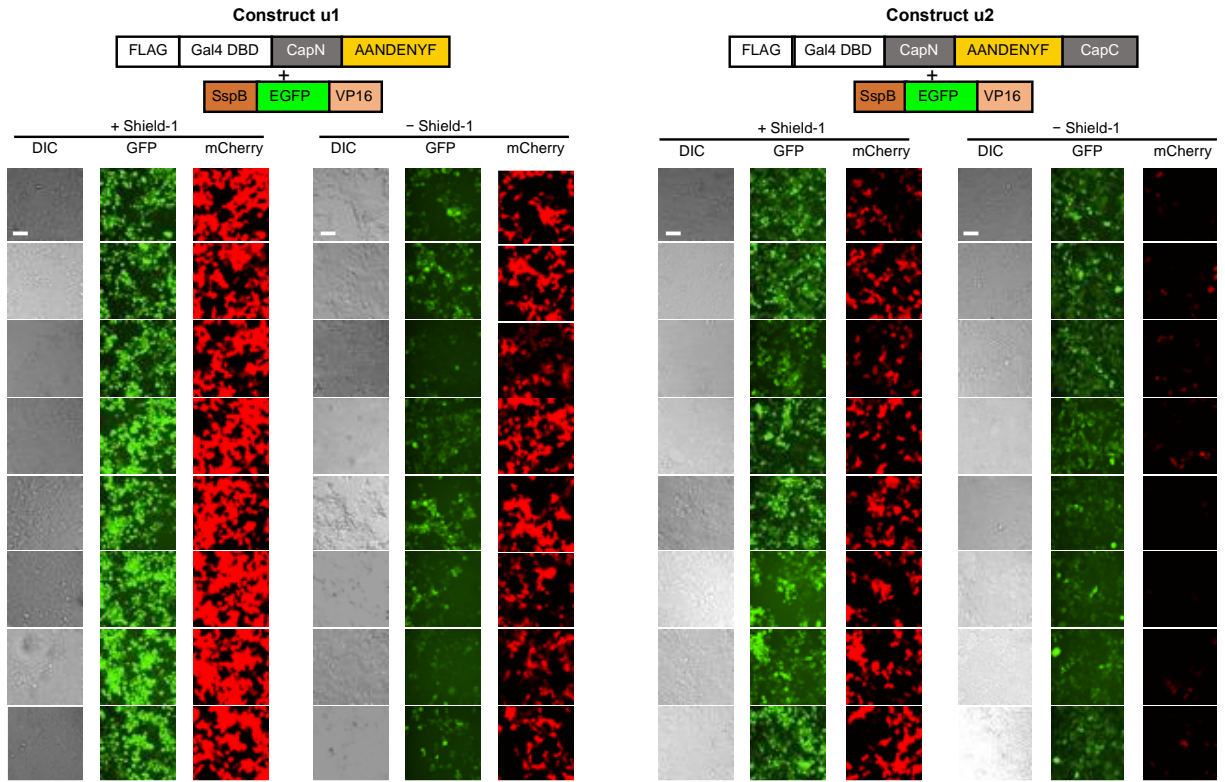 Construct u1
FLAG Gal4 DBD CapN AANDENYF
+
SspB EGFP VP16
+ Shield-1 − Shield-1
DIC GFP mCherry DIC GFP mCherry
Construct u2
FLAG Gal4 DBD CapN AANDENYF CapC
+
SspB EGFP VP16
+ Shield-1 − Shield-1
DIC GFP mCherry DIC GFP mCherry